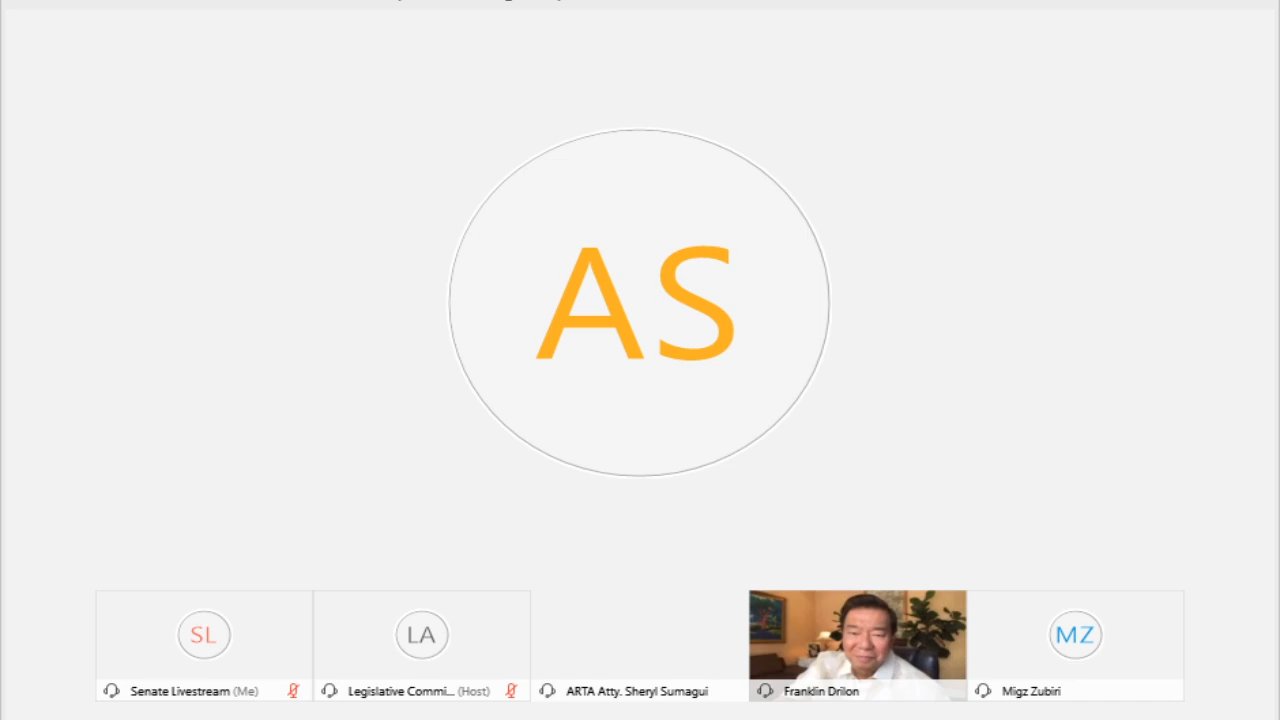 AS
SL
LA
MZ
Senate Livestream (Me)
Legislative Commi... (Host)
ARTA Atty. Sheryl Sumagui
Franklin Drilon
Migz Zubiri